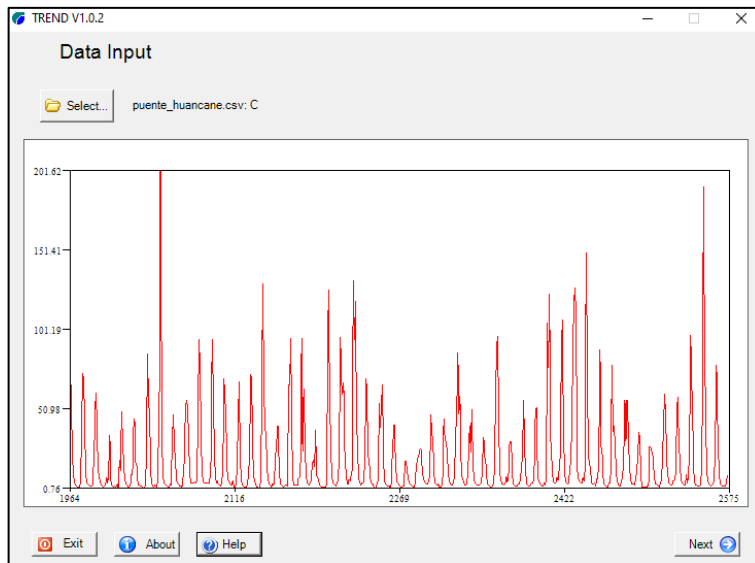 TREND V1.0.2
Data Input
Select... puente_huancane.csv: C
201.62
151.41
101.19
50.98
0.76
1964 2116 2269 2422 2575
Exit About Help Next